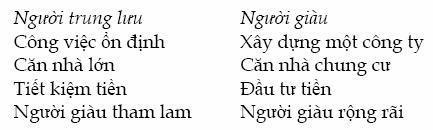 Người trung lưu Người giàu
Công việc ổn định Xây dựng một công ty
Căn nhà lớn Căn nhà chung cư
Tiết kiệm tiền Đầu tư tiền
Người giàu tham lam Người giàu rộng rãi